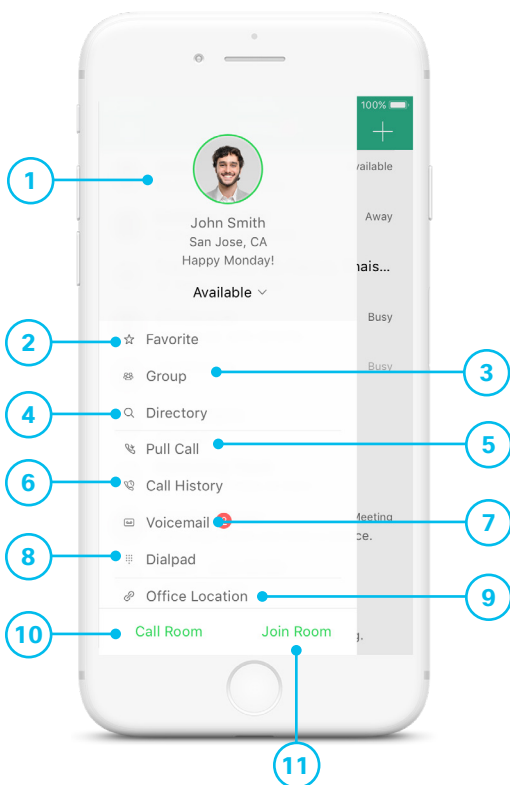 100%
vailable
1
John Smith
Away
San Jose, CA
Happy Monday!
nais...
Available
Busy
2
Favorite
3
Group
Busy
4
Directory
5
Pull Call
6
Call History
7
Voicemail
Meeting
ce.
8
Dialpad
9
Office Location
10
Call Room
Join Room
g.
11